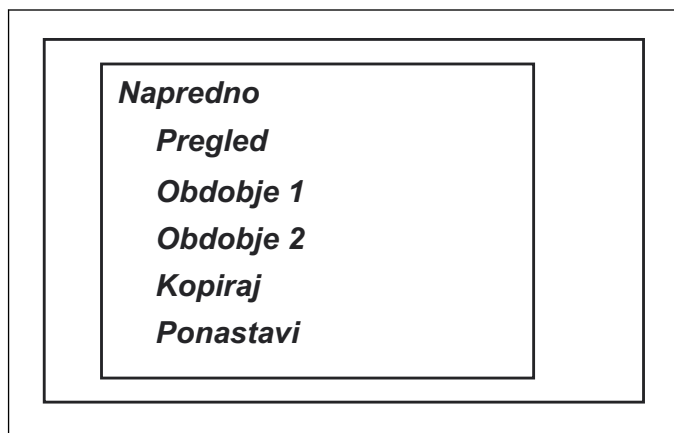 Napredno
Pregled
Obdobje 1
Obdobje 2
Kopiraj
Ponastavi